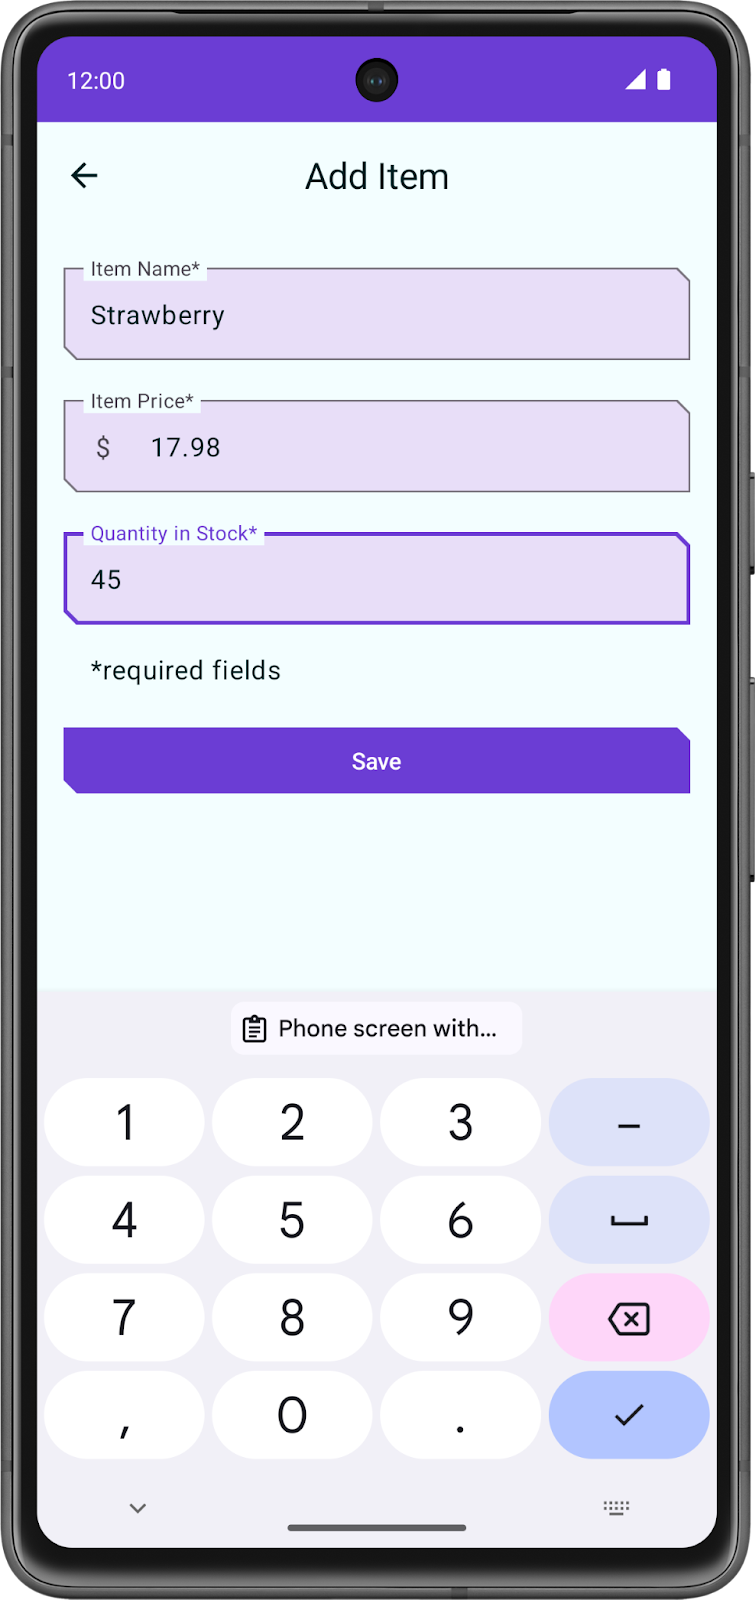 12:00
Add Item
Item Name*
Strawberry
Item Price*
$ 17.98
Quantity in Stock*
45
*required fields
Save
Phone screen with...
1 2 3 –
4 5 6
7 8 9
, 0 .